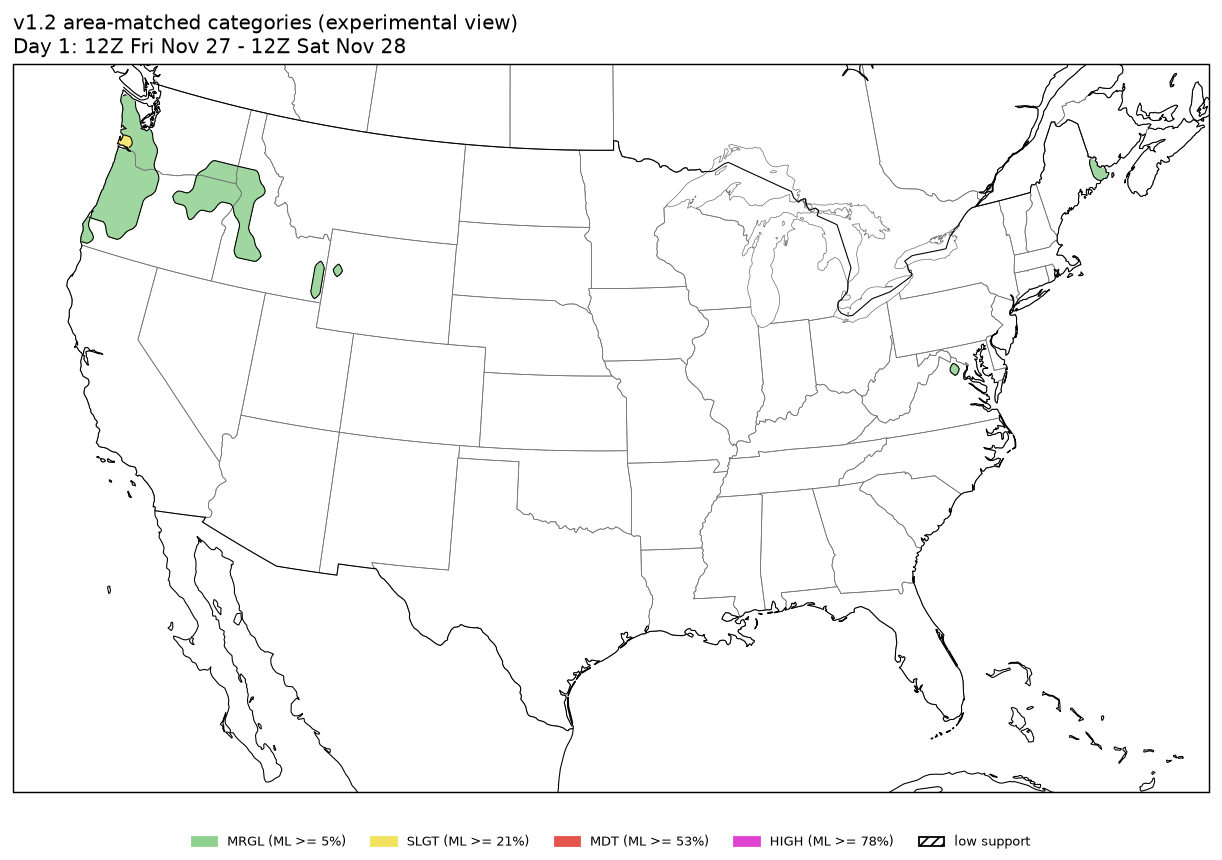 v1.2 area-matched categories (experimental view)
Day 1: 12Z Fri Nov 27 - 12Z Sat Nov 28
MRGL (ML >= 5%)
SLGT (ML >= 21%)
MDT (ML >= 53%)
HIGH (ML >= 78%)
low support